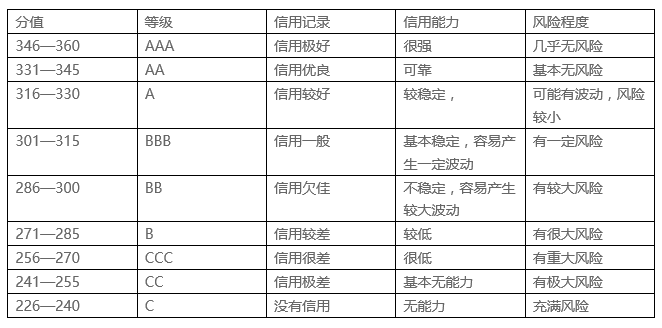 分值 等级 信用记录 信用能力 风险程度
346—360 AAA 信用极好 很强 几乎无风险
331—345 AA 信用优良 可靠 基本无风险
316—330 A 信用较好 较稳定， 可能有波动，风险
较小
301—315 BBB 信用一般 基本稳定，容易产 有一定风险
生一定波动
286—300 BB 信用欠佳 不稳定，容易产生 有较大风险
较大波动
271—285 B 信用较差 较低 有很大风险
256—270 CCC 信用很差 很低 有重大风险
241—255 CC 信用极差 基本无能力 有极大风险
226—240 C 没有信用 无能力 充满风险